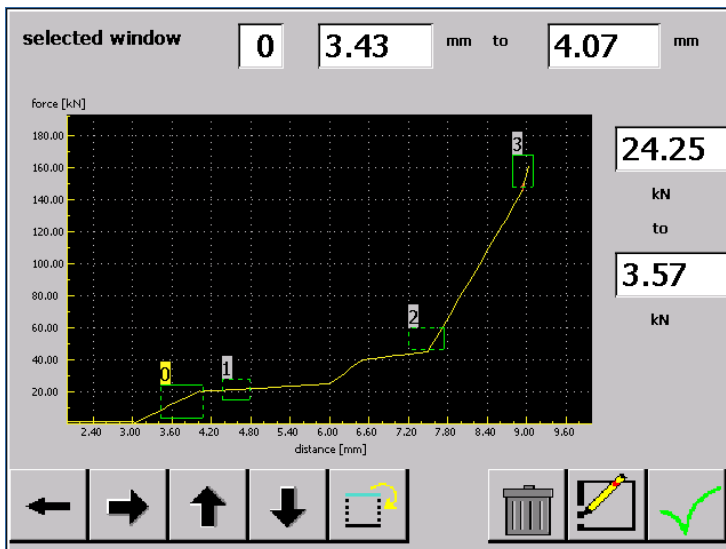 selected window 0 3.43 mm to 4.07 mm
force [kN]
180.00
160.00
140.00
120.00
100.00
80.00
60.00
40.00
20.00
3
2
1
0
2.40 3.00 3.60 4.20 4.80 5.40 6.00 6.60 7.20 7.80 8.40 9.00 9.60
distance [mm]
24.25
kN
to
3.57
kN